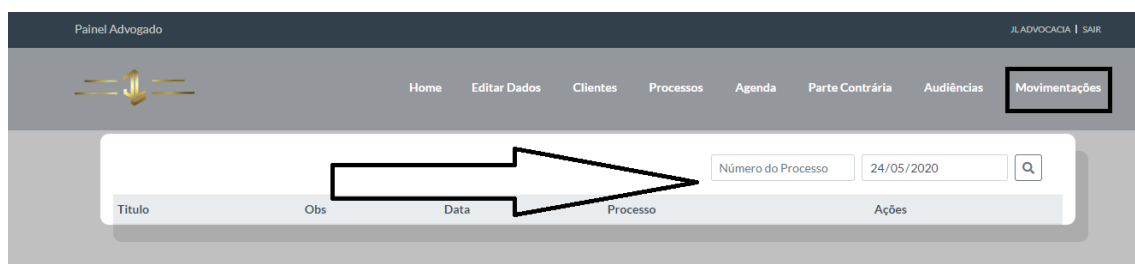 Painel Advogado JLADVOCACIA | SAIR
JL Home Editar Dados Clientes Processos Agenda Parte Contrária Audiências Movimentações
Número do Processo 24/05/2020
Titulo Obs Data Processo Ações